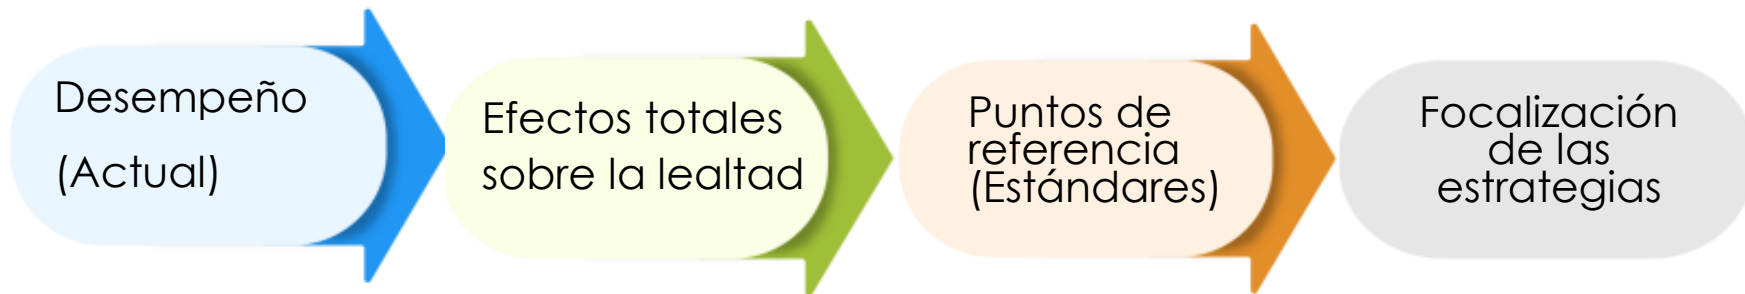 Desempeño
(Actual)
Efectos totales
sobre la lealtad
Puntos de
referencia
(Estándares)
Focalización
de las
estrategias